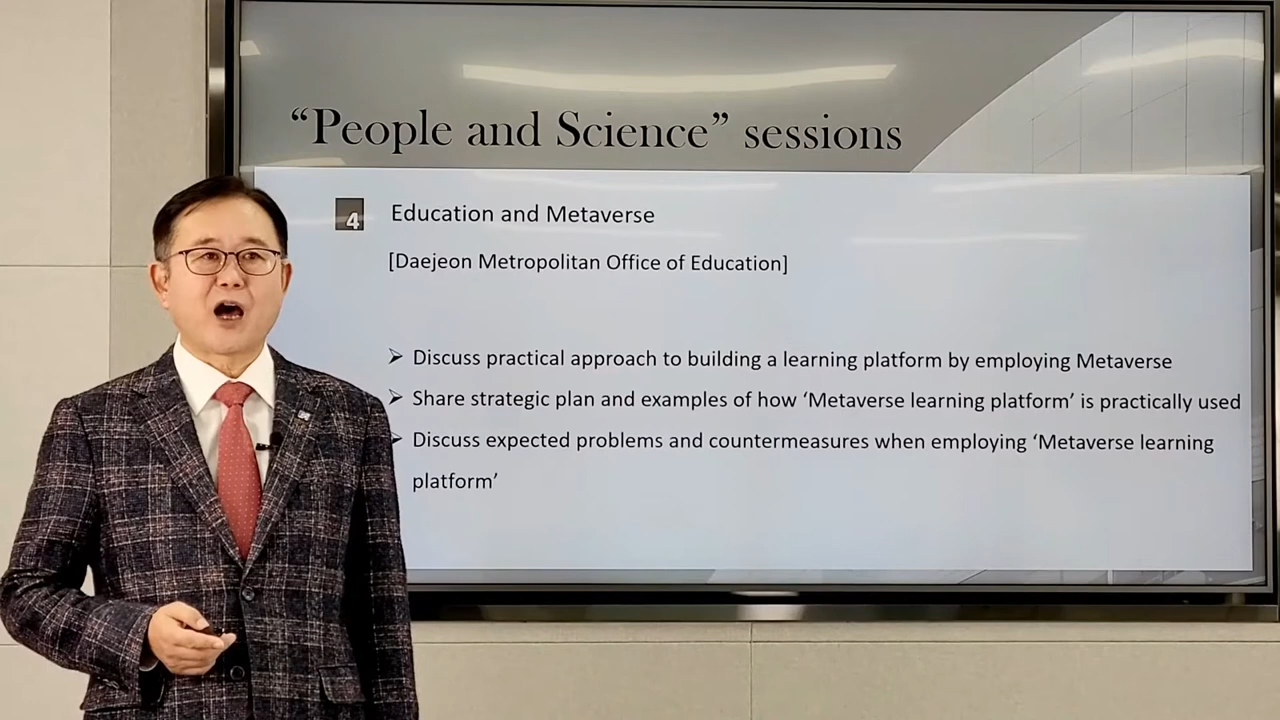 “People and Science” sessions
4
Education and Metaverse
[Daejeon Metropolitan Office of Education]
➢ Discuss practical approach to building a learning platform by employing Metaverse
➢ Share strategic plan and examples of how ‘Metaverse learning platform’ is practically used
➢ Discuss expected problems and countermeasures when employing ‘Metaverse learning
platform’